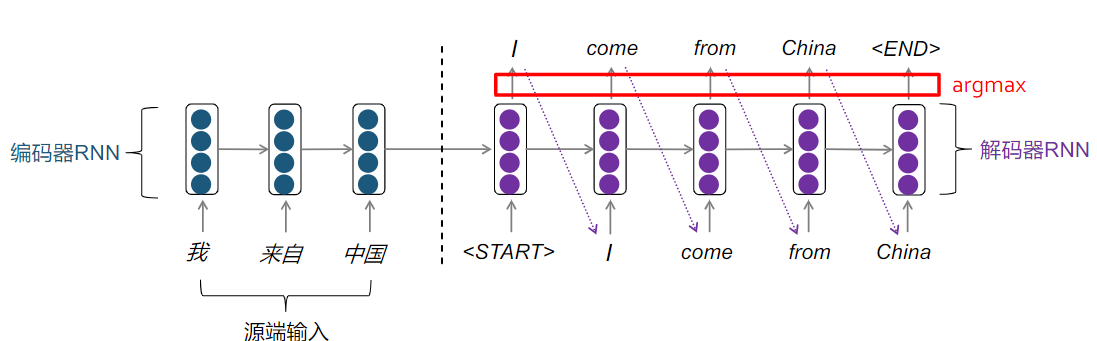 I come from China <END>
argmax
编码器RNN
解码器RNN
我 来自 中国
<START> I come from China
源端输入